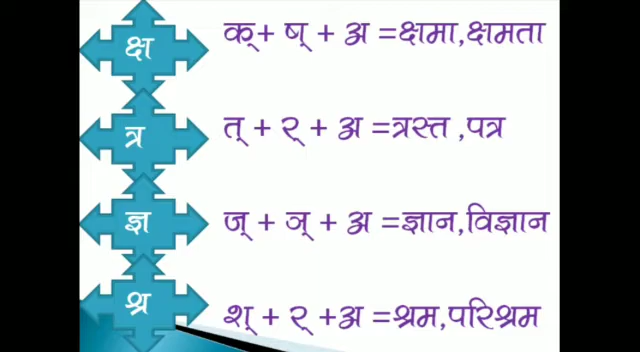 क्ष क्+ ष् + अ =क्षमा,क्षमता
त्र त् + र् + अ =त्रस्त ,पत्र
ज्ञ ज् + ञ् + अ =ज्ञान,विज्ञान
श्र श् + र् +अ =श्रम,परिश्रम